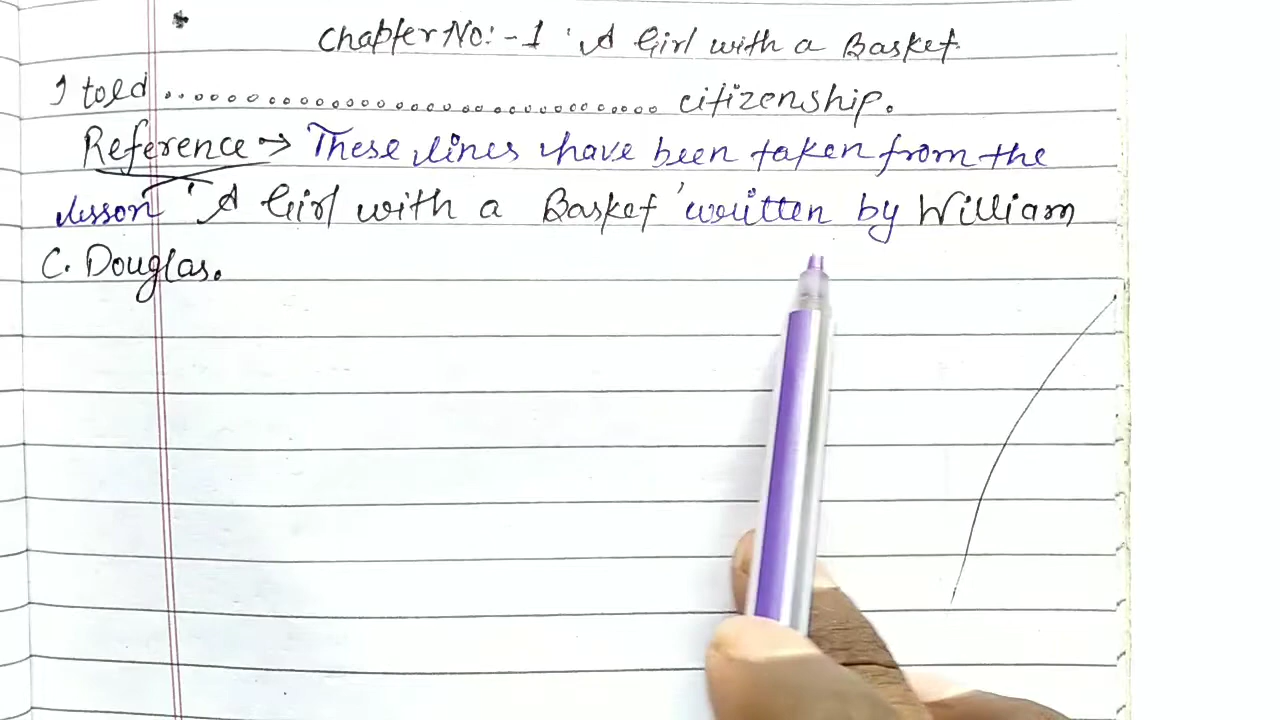 Chapter No:-1 'A Girl with a Basket.
I told .................................... citizenship.
Reference → These lines have been taken from the
lesson 'A Girl with a Basket' written by William
C. Douglas.